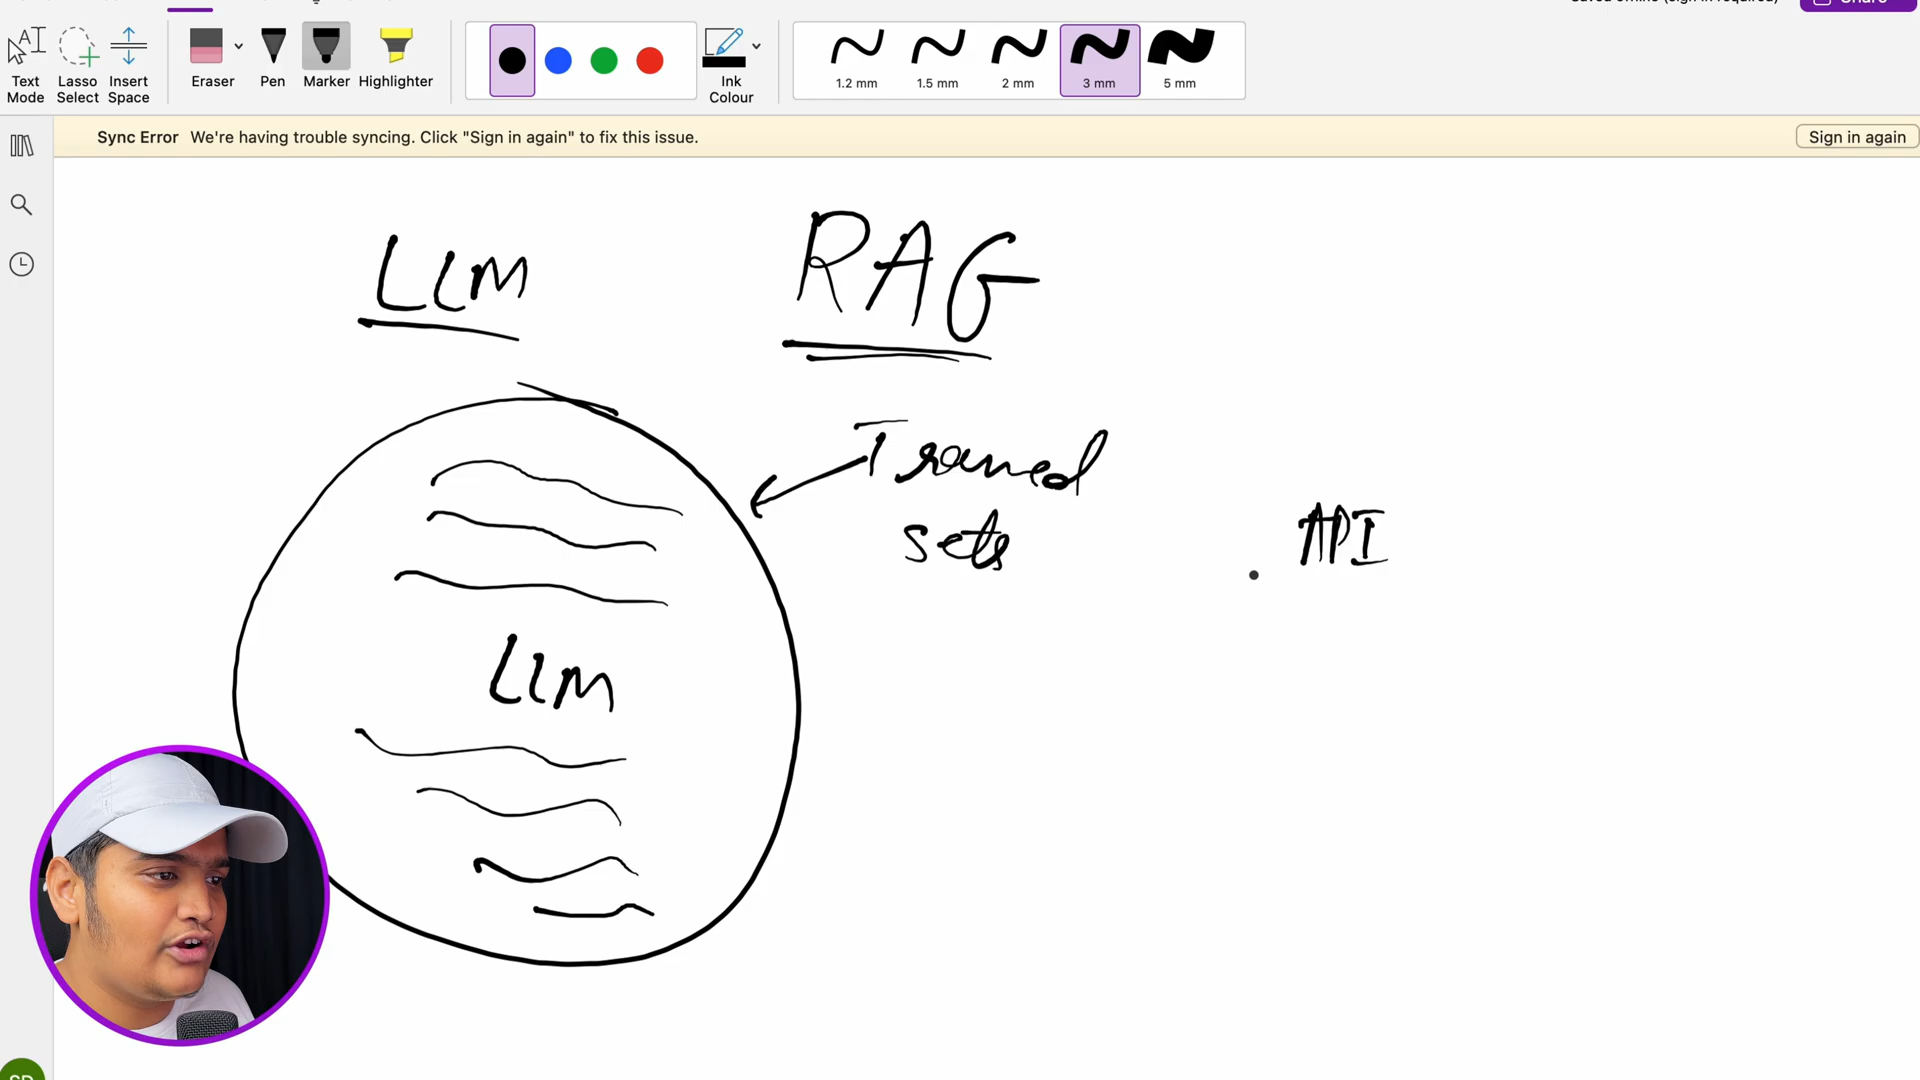 Text Mode
Lasso Select
Insert Space
Eraser
Pen
Marker
Highlighter
Ink Colour
1.2 mm
1.5 mm
2 mm
3 mm
5 mm
Sync Error We're having trouble syncing. Click "Sign in again" to fix this issue.
Sign in again
LLM
RAG
Trained
sets
API
LLM